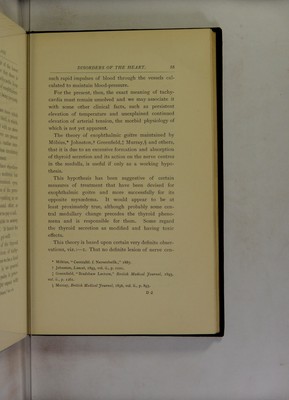 DISORDERS OF THE HEART. 35
such rapid impulses of blood through the vessels cal-
culated to maintain blood-pressure.
For the present, then, the exact meaning of tachy-
cardia must remain unsolved and we may associate it
with some other clinical facts, such as persistent
elevation of temperature and unexplained continued
elevation of arterial tension, the morbid physiology of
which is not yet apparent.
The theory of exophthalmic goitre maintained by
Möbius,* Johnston,† Greenfield,‡ Murray,§ and others,
that it is due to an excessive formation and absorption
of thyroid secretion and its action on the nerve centres
in the medulla, is useful if only as a working hypo-
thesis.
This hypothesis has been suggestive of certain
measures of treatment that have been devised for
exophthalmic goitre and more successfully for its
opposite myxœdema. It would appear to be at
least proximately true, although probably some cen-
tral medullary change precedes the thyroid pheno-
mena and is responsible for them. Some regard
the thyroid secretion as modified and having toxic
effects.
This theory is based upon certain very definite obser-
vations, viz.:—1. That no definite lesion of nerve cen-
* Möbius, "
† Johnston, Lancet, 1893, vol. ii., p.
‡ Greenfield, "Bradshaw Lecture," British Medical Journal, 1893,
vol. ii., p.
§ Murray, British Medical Journal, 1896, vol. ii., p. 893.
D 2